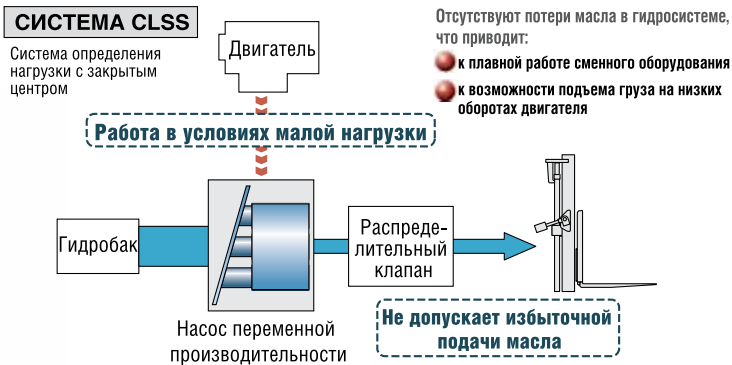 СИСТЕМА CLSS
Система определения
нагрузки с закрытым
центром
Двигатель
Отсутствуют потери масла в гидросистеме,
что приводит:
к плавной работе сменного оборудования
к возможности подъема груза на низких
оборотах двигателя
Работа в условиях малой нагрузки
Гидробак
Распреде-
лительный
клапан
Насос переменной
производительности
Не допускает избыточной
подачи масла